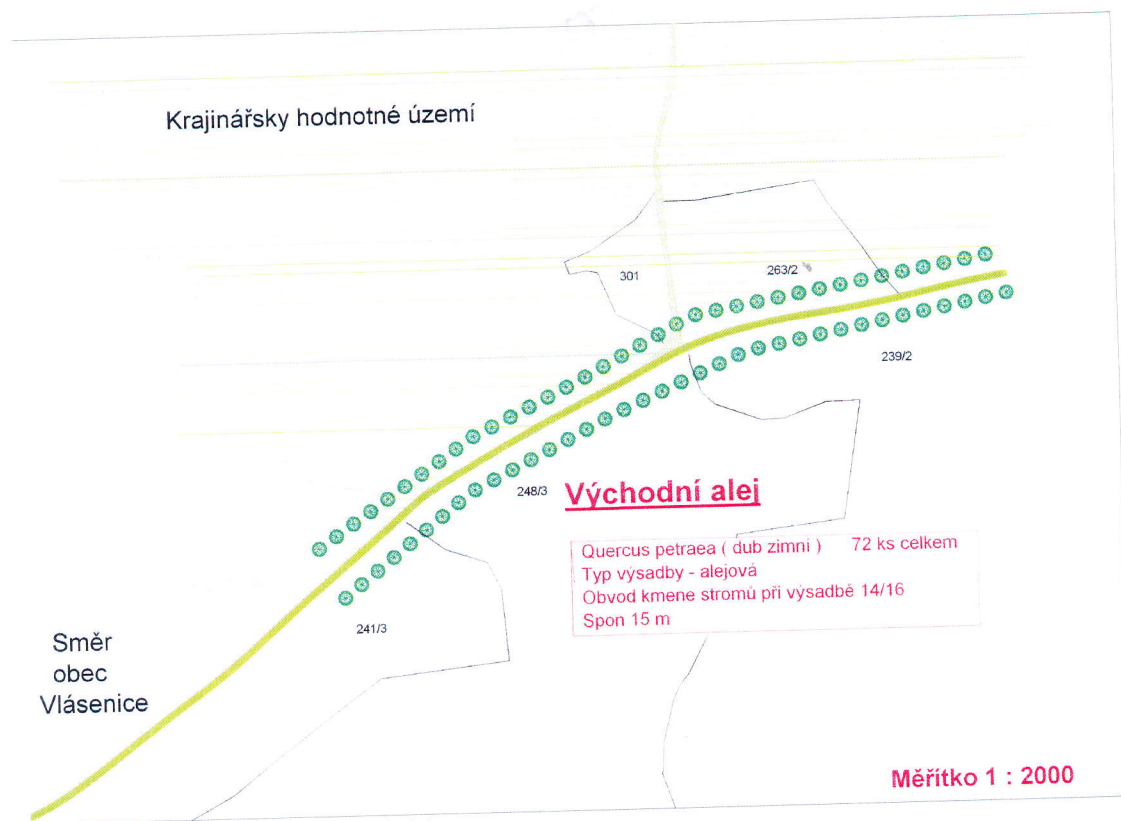 Krajinářsky hodnotné území
301
263/2
239/2
248/3
Východní alej
Quercus petraea ( dub zimní ) 72 ks celkem
Typ výsadby - alejová
Obvod kmene stromů při výsadbě 14/16
Spon 15 m
241/3
Směr
obec
Vlásenice
Měřítko 1 : 2000